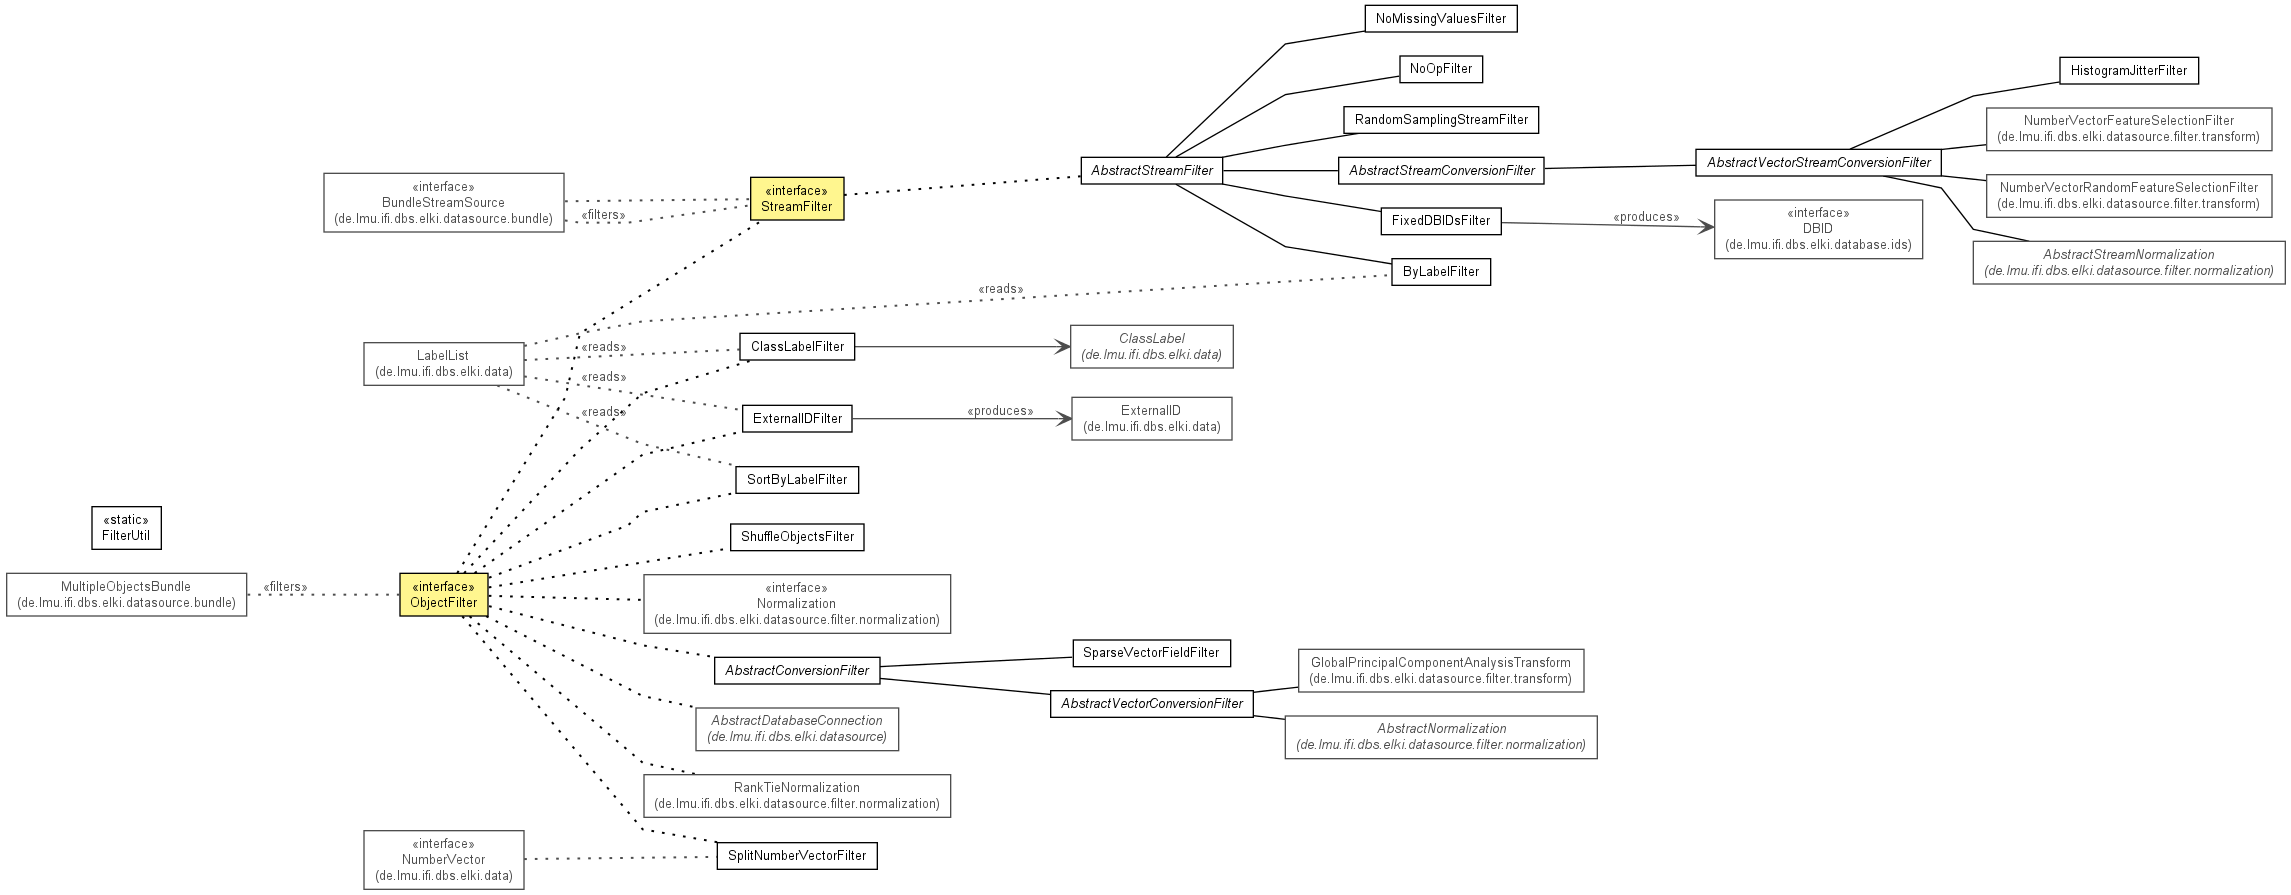 NoMissingValuesFilter
NoOpFilter
HistogramJitterFilter
RandomSamplingStreamFilter
NumberVectorFeatureSelectionFilter
(de.lmu.ifi.dbs.elki.datasource.filter.transform)
AbstractStreamFilter
AbstractStreamConversionFilter
AbstractVectorStreamConversionFilter
«interface»
BundleStreamSource
(de.lmu.ifi.dbs.elki.datasource.bundle)
«filters»
«interface»
StreamFilter
NumberVectorRandomFeatureSelectionFilter
(de.lmu.ifi.dbs.elki.datasource.filter.transform)
FixedDBIDsFilter
«produces»
«interface»
DBID
(de.lmu.ifi.dbs.elki.database.ids)
AbstractStreamNormalization
(de.lmu.ifi.dbs.elki.datasource.filter.normalization)
ByLabelFilter
«reads»
LabelList
(de.lmu.ifi.dbs.elki.data)
«reads»
ClassLabelFilter
ClassLabel
(de.lmu.ifi.dbs.elki.data)
«reads»
«reads»
ExternalIDFilter
«produces»
ExternalID
(de.lmu.ifi.dbs.elki.data)
SortByLabelFilter
«static»
FilterUtil
ShuffleObjectsFilter
MultipleObjectsBundle
(de.lmu.ifi.dbs.elki.datasource.bundle)
«filters»
«interface»
ObjectFilter
«interface»
Normalization
(de.lmu.ifi.dbs.elki.datasource.filter.normalization)
AbstractConversionFilter
SparseVectorFieldFilter
GlobalPrincipalComponentAnalysisTransform
(de.lmu.ifi.dbs.elki.datasource.filter.transform)
AbstractVectorConversionFilter
AbstractDatabaseConnection
(de.lmu.ifi.dbs.elki.datasource)
AbstractNormalization
(de.lmu.ifi.dbs.elki.datasource.filter.normalization)
RankTieNormalization
(de.lmu.ifi.dbs.elki.datasource.filter.normalization)
«interface»
NumberVector
(de.lmu.ifi.dbs.elki.data)
SplitNumberVectorFilter